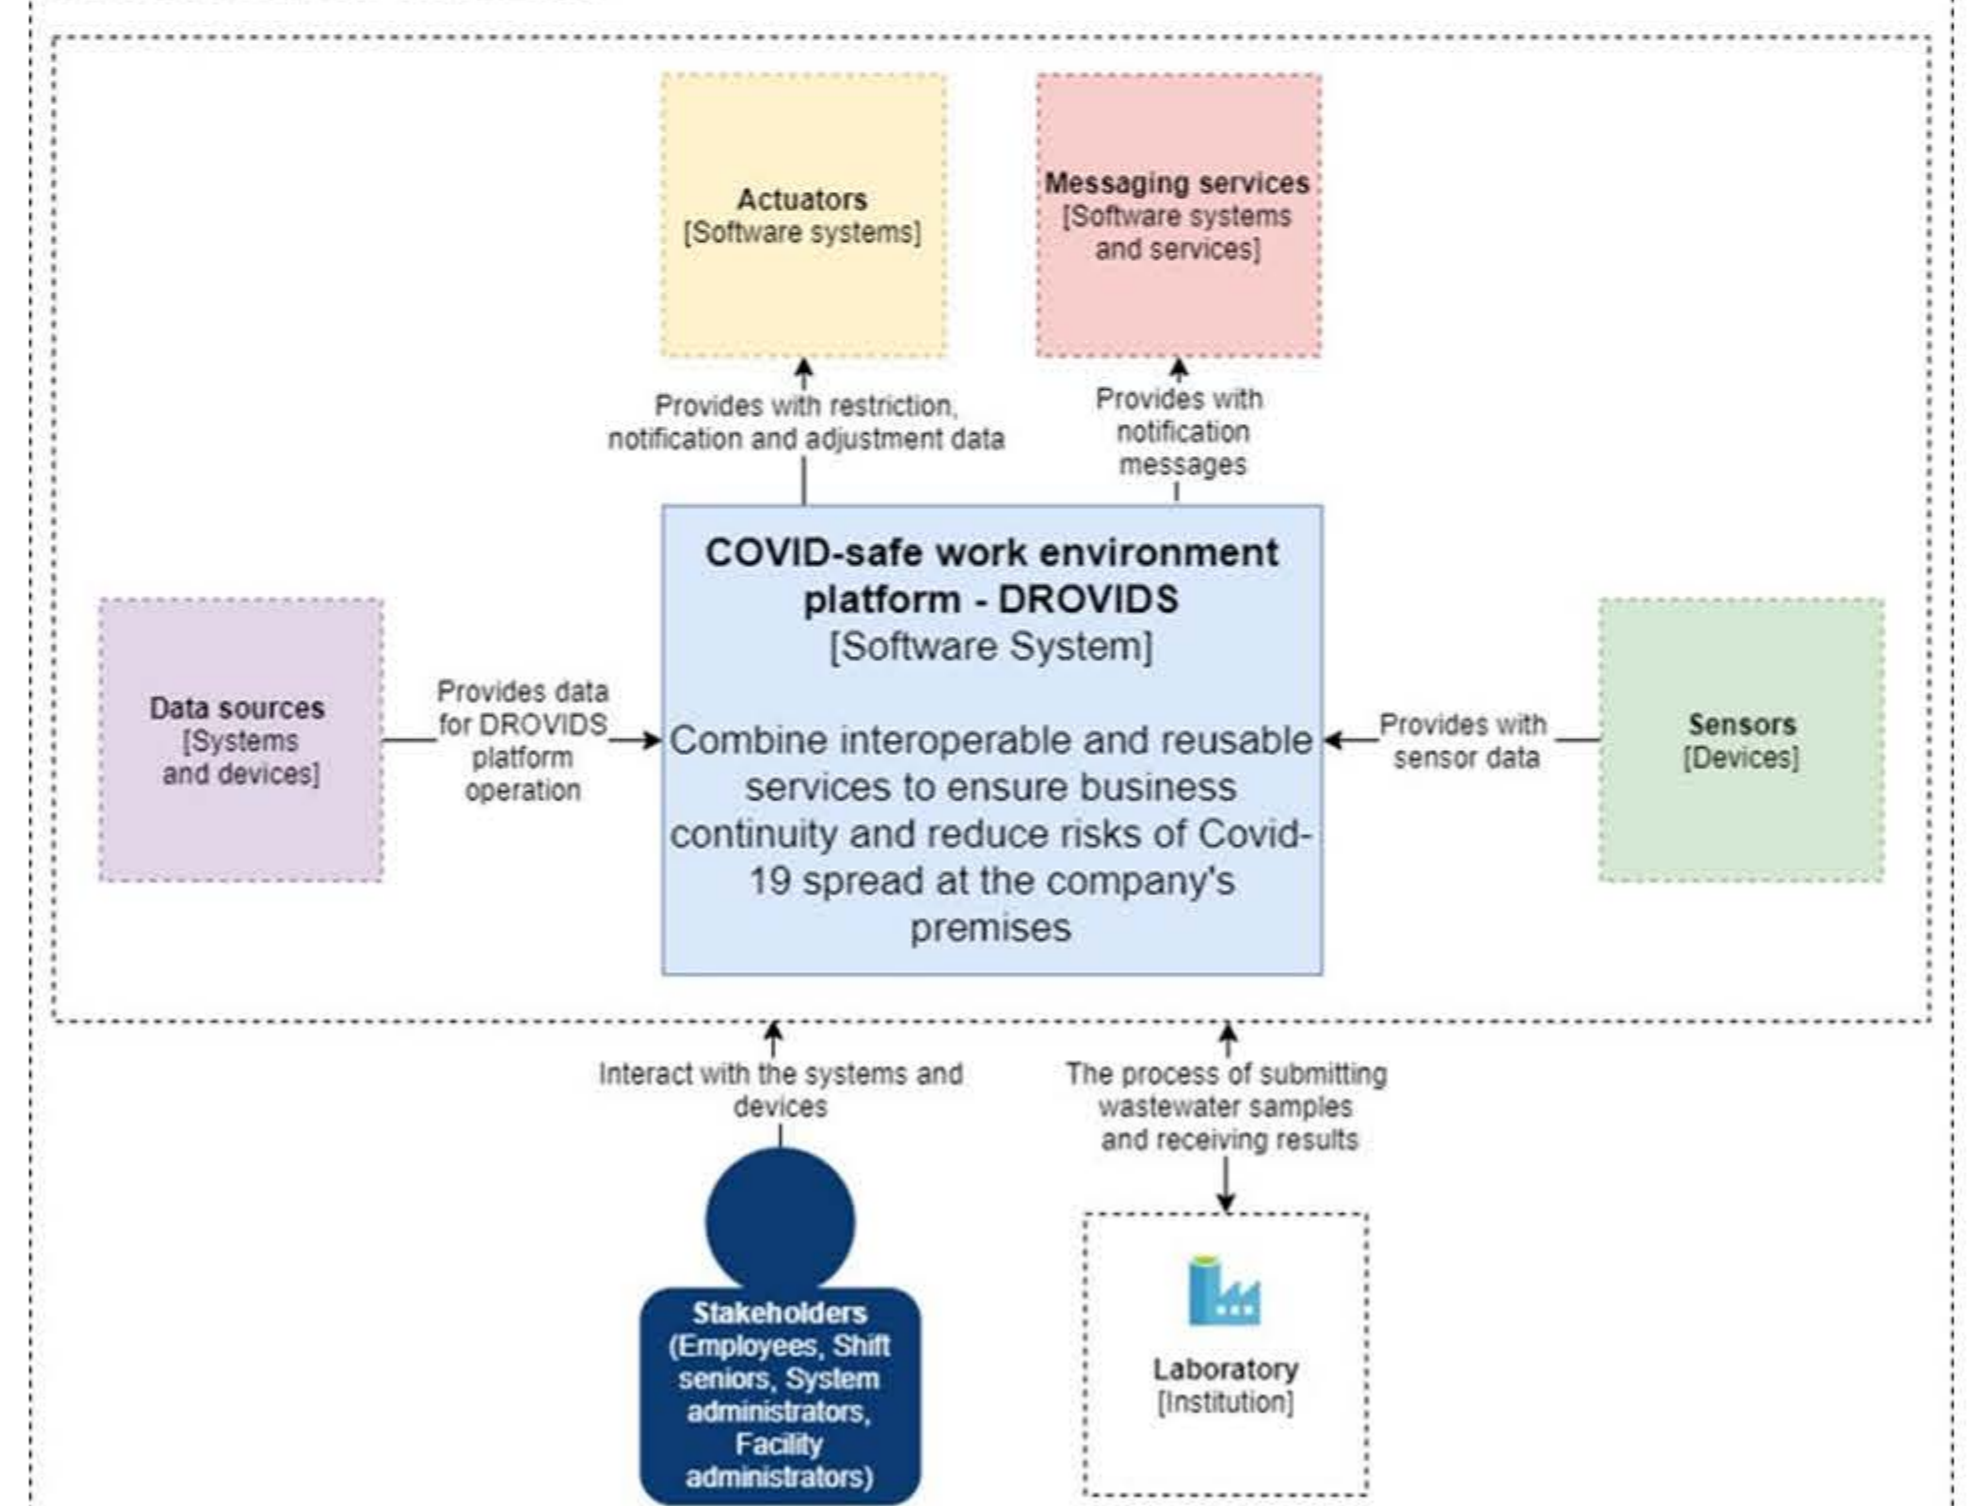 Actuators
[Software systems]
Messaging services
[Software systems
and services]
Provides with restriction,
notification and adjustment data
Provides with
notification
messages
COVID-safe work environment
platform - DROVIDS
[Software System]
Combine interoperable and reusable
services to ensure business
continuity and reduce risks of Covid-
19 spread at the company's
premises
Data sources
[Systems
and devices]
Provides data
for DROVIDS
platform
operation
Provides with
sensor data
Sensors
[Devices]
Interact with the systems and
devices
The process of submitting
wastewater samples
and receiving results
Stakeholders
(Employees, Shift
seniors, System
administrators,
Facility
administrators)
Laboratory
[Institution]